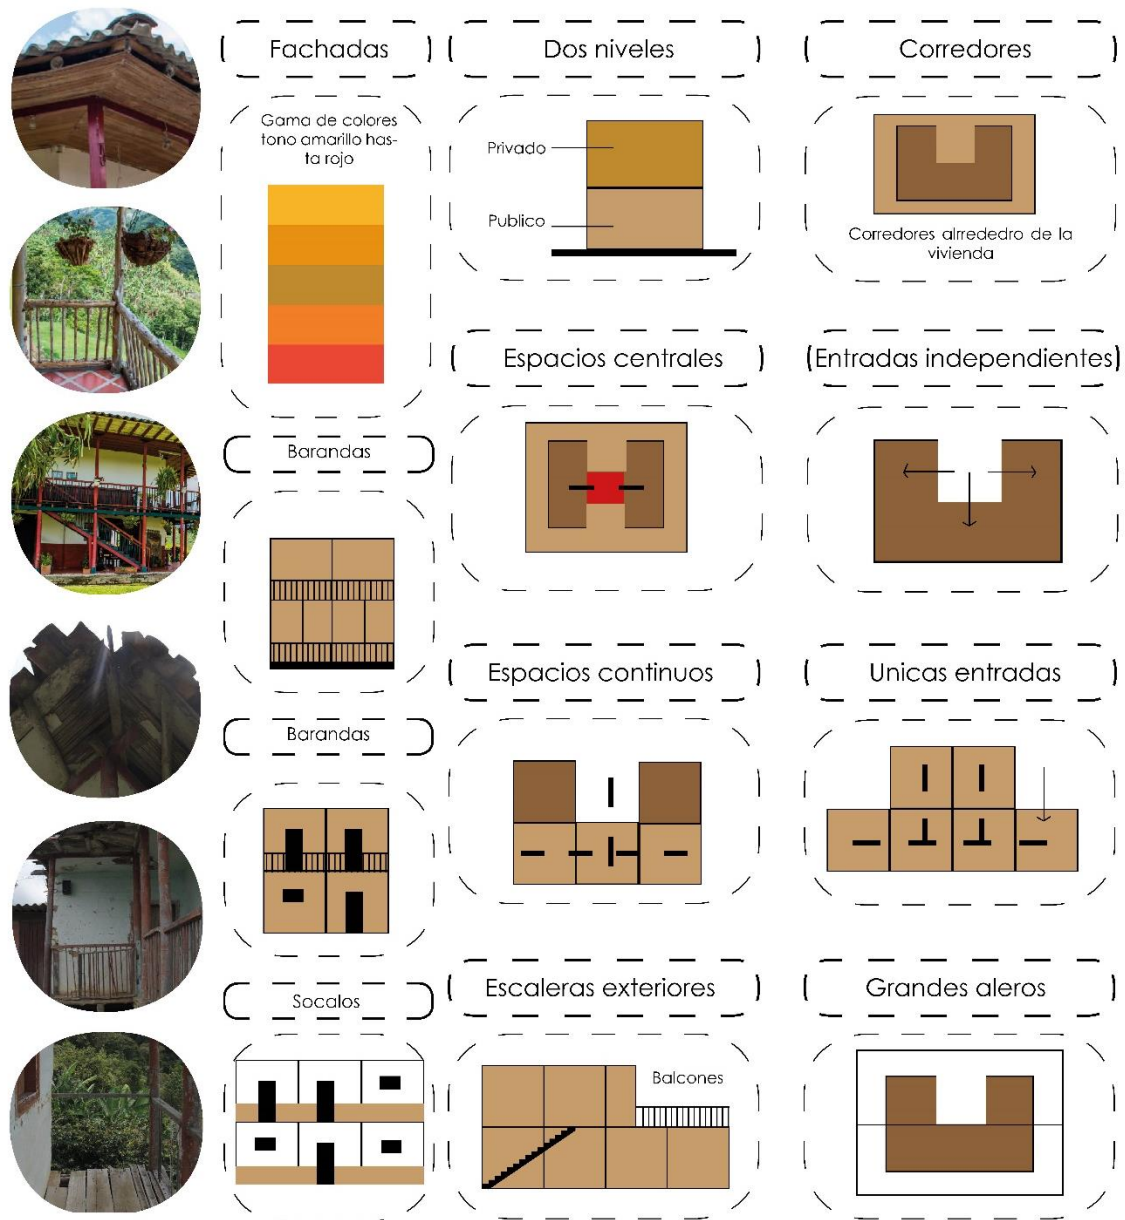 Fachadas
Gama de colores
tono amarillo has-
ta rojo
Barandas
Barandas
Socalos
Dos niveles
Privado
Publico
Espacios centrales
Espacios continuos
Escaleras exteriores
Balcones
Corredores
Corredores alrrededro de la
vivienda
Entradas independientes
Unicas entradas
Grandes aleros